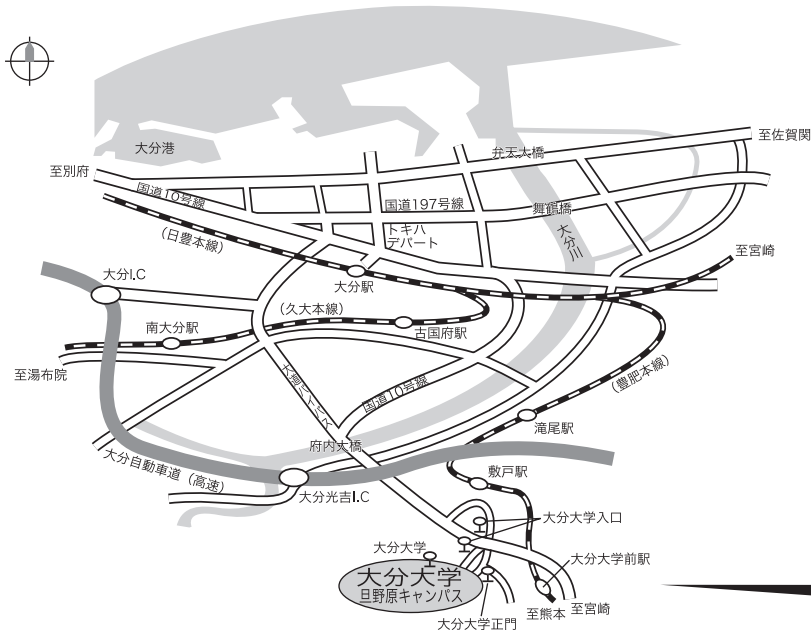 大分港
弁天大橋
至佐賀関
至別府
国道10号線
国道197号線
舞鶴橋
(日豊本線)
トキハ
デパート
大分川
至宮崎
大分I.C
大分駅
(久大本線)
南大分駅
古国府駅
至湯布院
大道バイパス
国道10号線
(豊肥本線)
滝尾駅
府内大橋
大分自動車道(高速)
敷戸駅
大分光吉I.C
大分大学入口
大分大学
大分大学前駅
大分大学
旦野原キャンパス
至熊本
至宮崎
大分大学正門